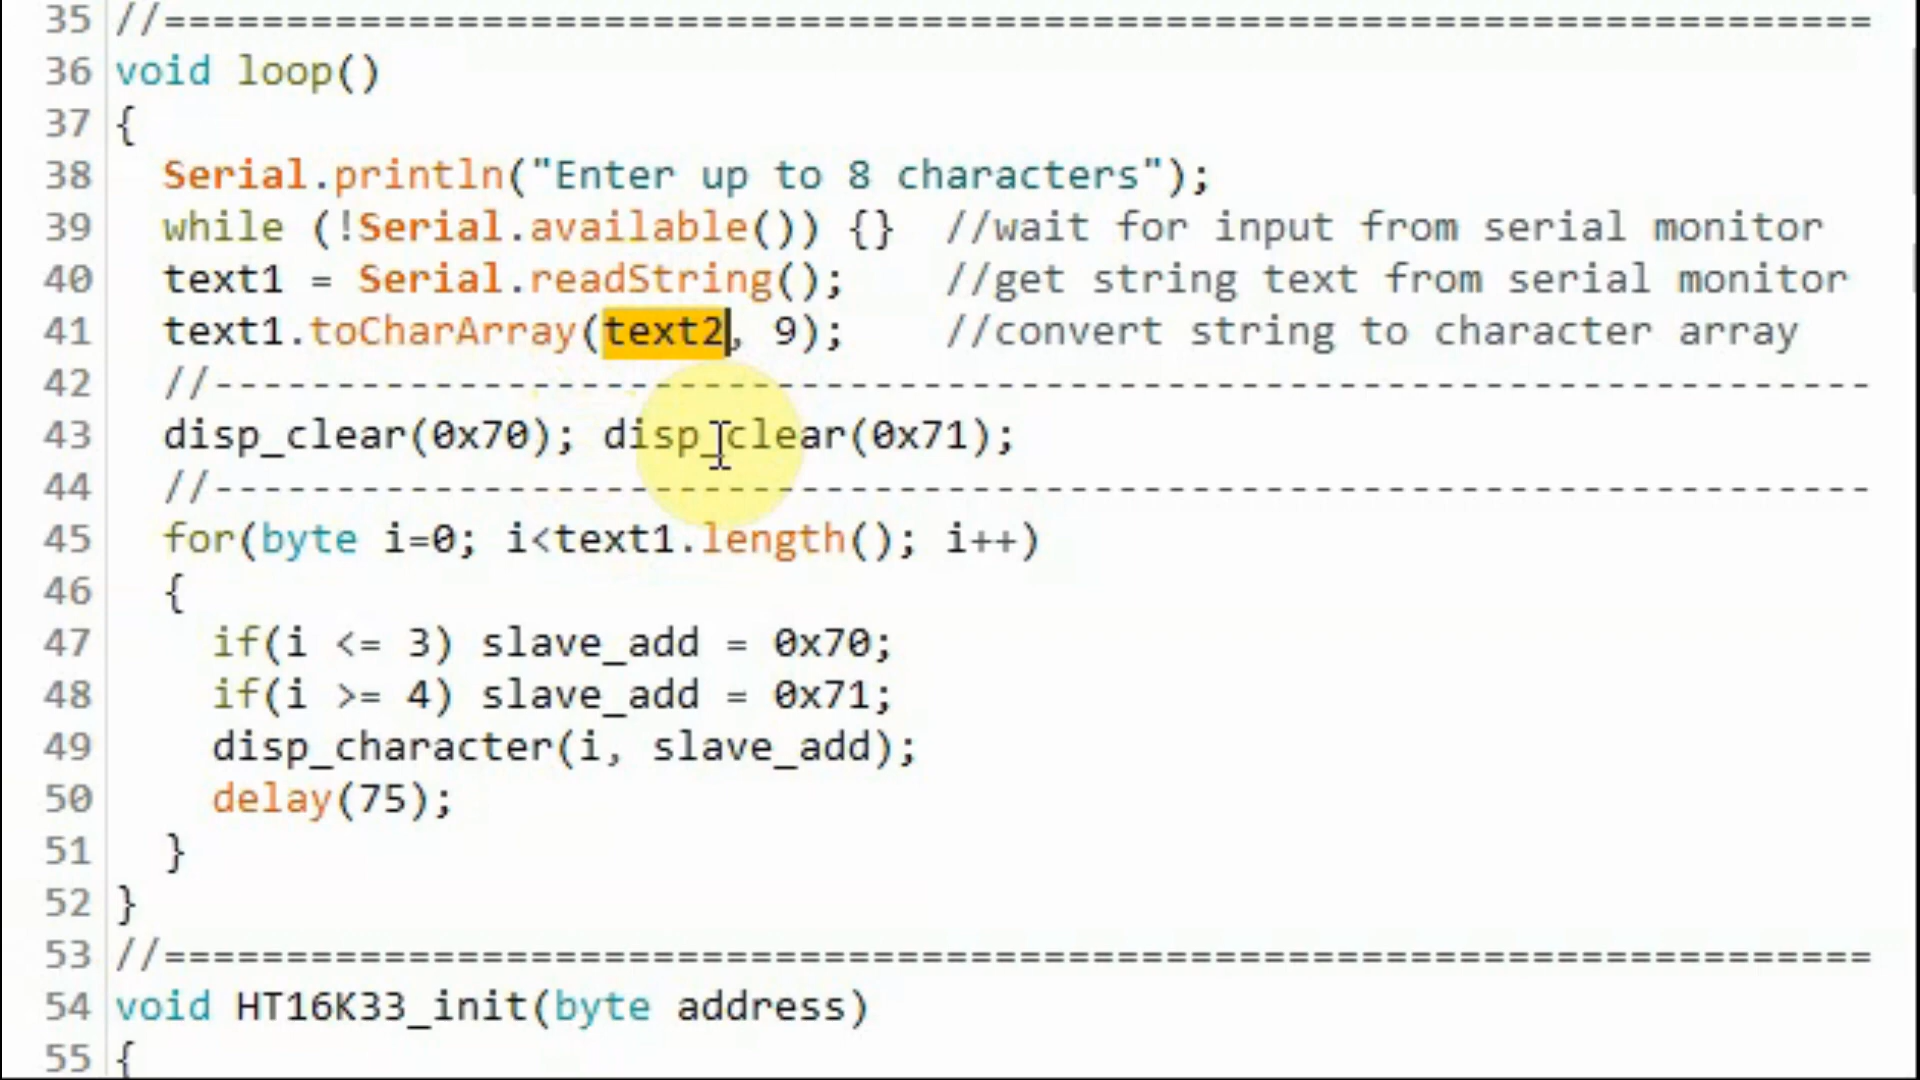 35 //======================================================================
36 void loop()
37 {
38 Serial.println("Enter up to 8 characters");
39 while (!Serial.available()) {} //wait for input from serial monitor
40 text1 = Serial.readString(); //get string text from serial monitor
41 text1.toCharArray(text2, 9); //convert string to character array
42 //--------------------------------------------------------------------
43 disp_clear(0x70); disp_clear(0x71);
44 //--------------------------------------------------------------------
45 for(byte i=0; i<text1.length(); i++)
46 {
47 if(i <= 3) slave_add = 0x70;
48 if(i >= 4) slave_add = 0x71;
49 disp_character(i, slave_add);
50 delay(75);
51 }
52 }
53 //======================================================================
54 void HT16K33_init(byte address)
55 {